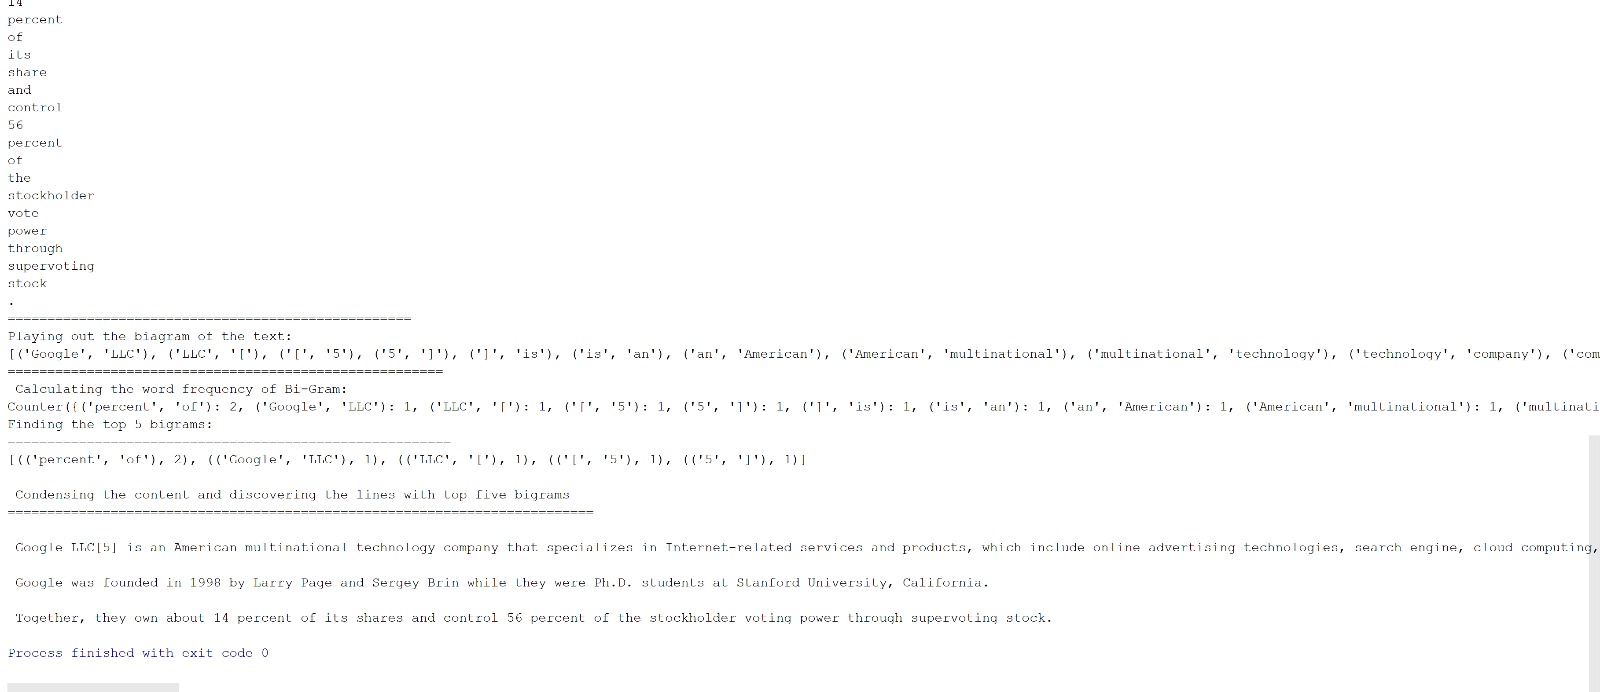 14
percent
of
its
share
and
control
56
percent
of
the
stockholder
vote
power
through
supervoting
stock
.
====================================================
Playing out the biagram of the text:
[('Google', 'LLC'), ('LLC', '['), ('[', '5'), ('5', ']'), (']', 'is'), ('is', 'an'), ('an', 'American'), ('American', 'multinational'), ('multinational', 'technology'), ('technology', 'company'), ('com
========================================================
Calculating the word frequency of Bi-Gram:
Counter({('percent', 'of'): 2, ('Google', 'LLC'): 1, ('LLC', '['): 1, ('[', '5'): 1, ('5', ']'): 1, (']', 'is'): 1, ('is', 'an'): 1, ('an', 'American'): 1, ('American', 'multinational'): 1, ('multinati
Finding the top 5 bigrams:
---------------------------------------------------------
[(('percent', 'of'), 2), (('Google', 'LLC'), 1), (('LLC', '['), 1), (('[', '5'), 1), (('5', ']'), 1)]
Condensing the content and discovering the lines with top five bigrams
===========================================================================
Google LLC[5] is an American multinational technology company that specializes in Internet-related services and products, which include online advertising technologies, search engine, cloud computing,
Google was founded in 1998 by Larry Page and Sergey Brin while they were Ph.D. students at Stanford University, California.
Together, they own about 14 percent of its shares and control 56 percent of the stockholder voting power through supervoting stock.
Process finished with exit code 0